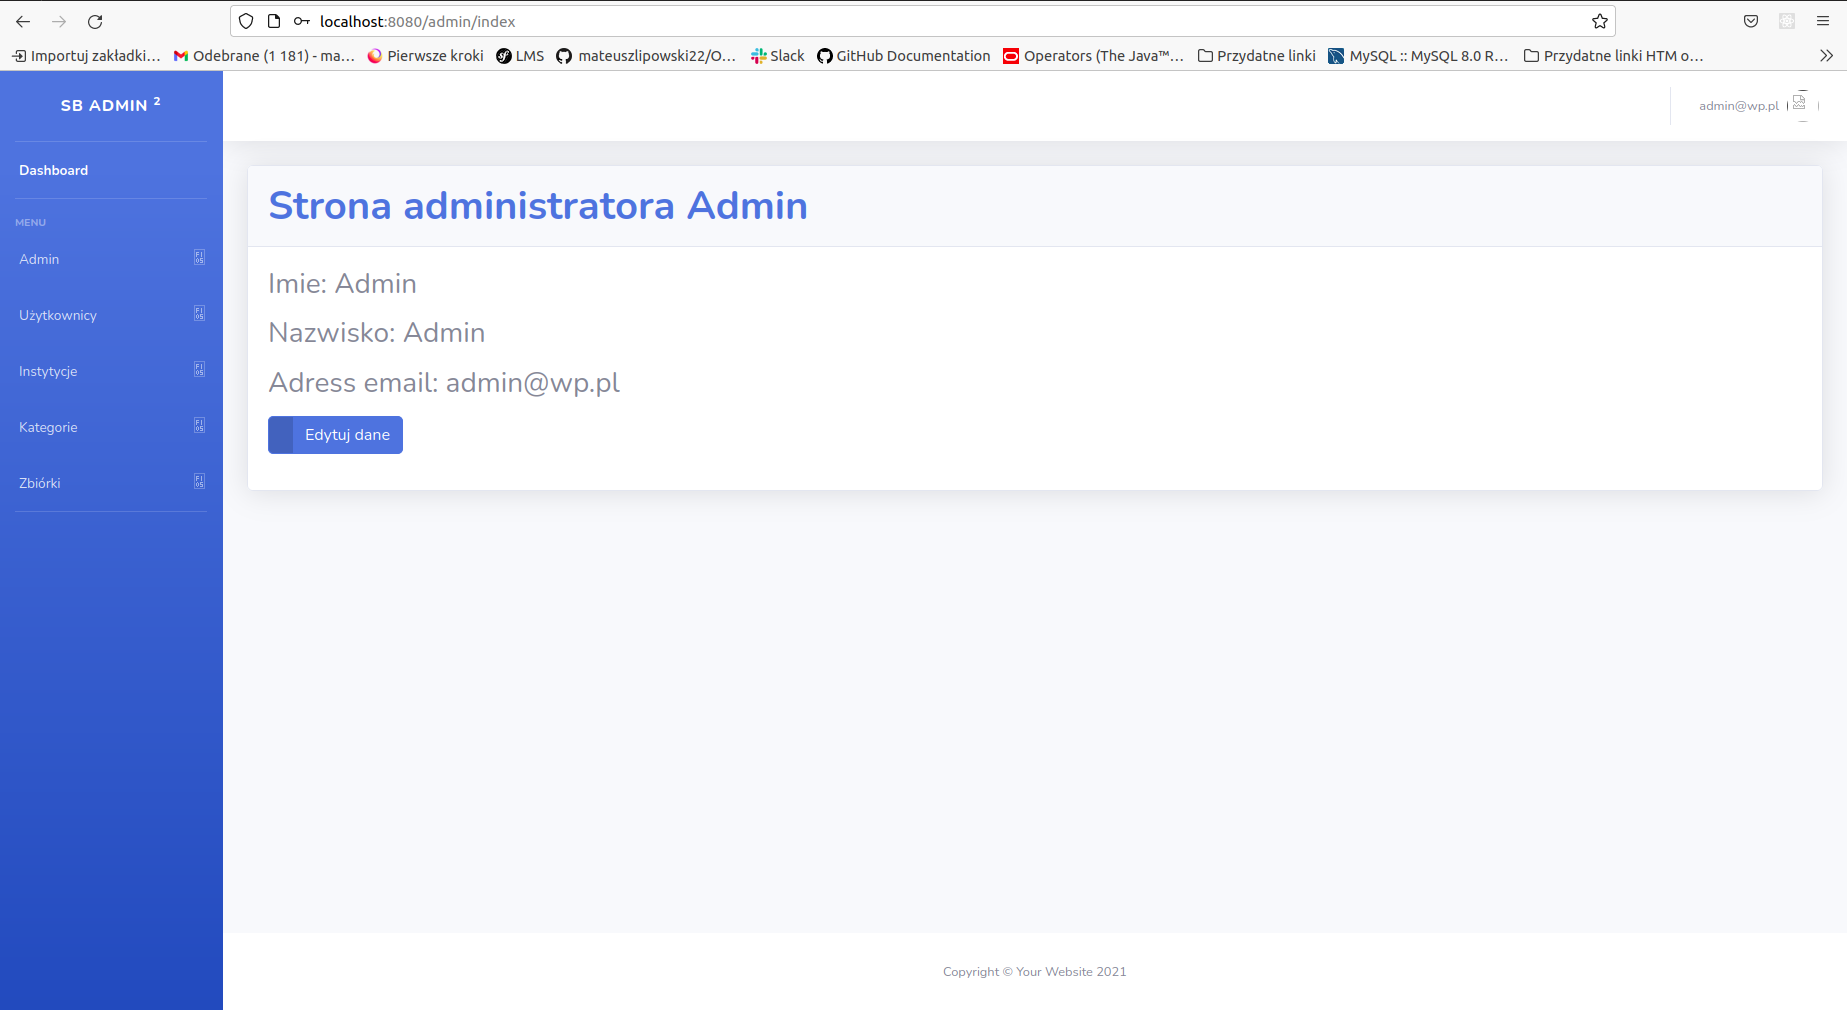 localhost:8080/admin/index
Importuj zakładki… Odebrane (1 181) - ma… Pierwsze kroki LMS mateuszlipowski22/O… Slack GitHub Documentation Operators (The Java™… Przydatne linki MySQL :: MySQL 8.0 R… Przydatne linki HTM o…
SB ADMIN 2
admin@wp.pl
Dashboard
MENU
Admin
Użytkownicy
Instytycje
Kategorie
Zbiórki
Strona administratora Admin
Imie: Admin
Nazwisko: Admin
Adress email: admin@wp.pl
Edytuj dane
Copyright © Your Website 2021